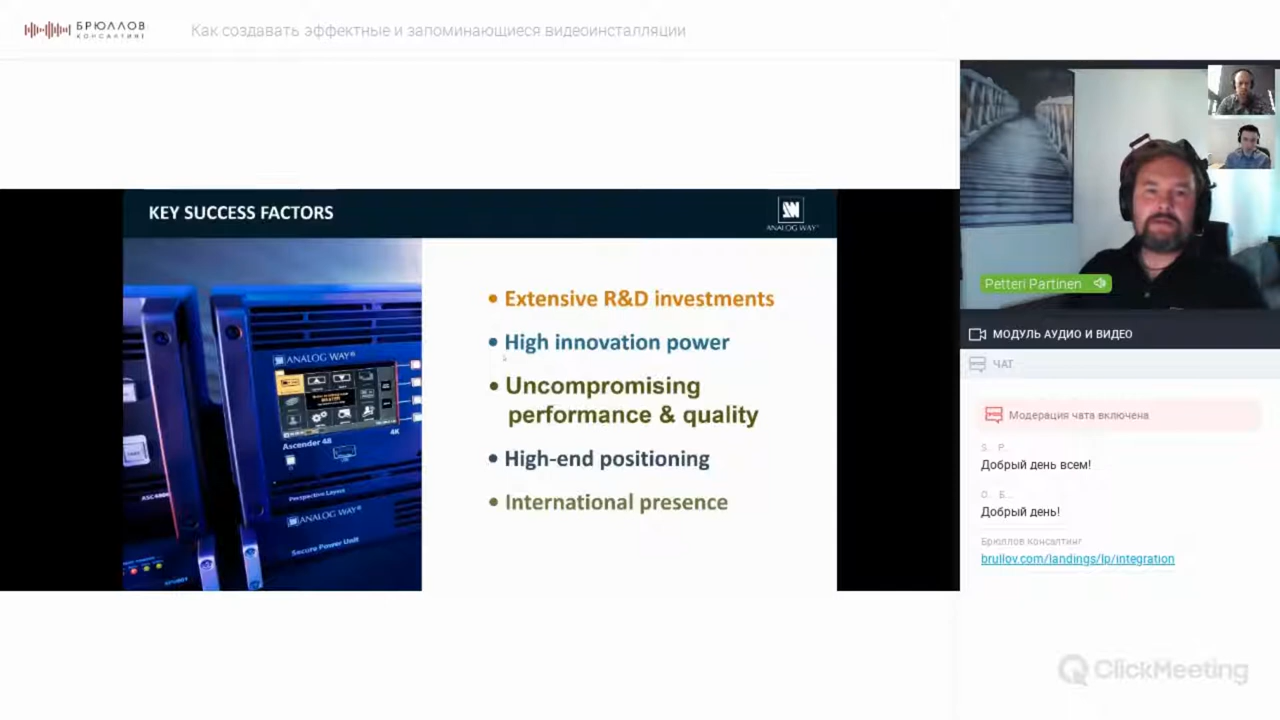 БРЮЛЛОВ
КОНСАЛТИНГ
Как создавать эффектные и запоминающиеся видеоинсталляции
KEY SUCCESS FACTORS
ANALOG WAY
ANALOG WAY®
Ascender 48
4K
Perspective Layers
ANALOG WAY®
Secure Power Unit
• Extensive R&D investments
• High innovation power
• Uncompromising
performance & quality
• High-end positioning
• International presence
Petteri Partinen
МОДУЛЬ АУДИО И ВИДЕО
ЧАТ
Модерация чата включена
S. P.
Добрый день всем!
О. Б...
Добрый день!
Брюллов Консалтинг
brullov.com/landings/lp/integration
ClickMeeting